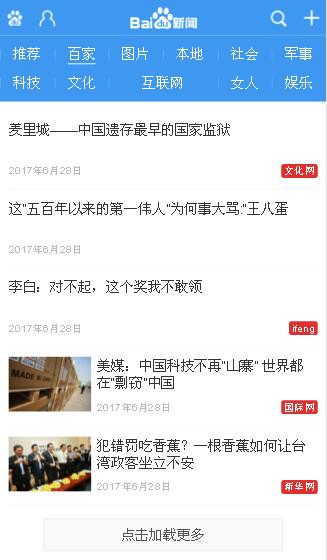 Bai du 新闻
推荐 百家 图片 本地 社会 军事
科技 文化 互联网 女人 娱乐
羑里城——中国遗存最早的国家监狱
2017年6月28日 文化网
这"五百年以来的第一伟人"为何事大骂:"王八蛋
2017年6月28日
李白：对不起，这个奖我不敢领
2017年6月28日 ifeng
MADE IN CHINA
美媒：中国科技不再"山寨" 世界都
在"剽窃"中国
2017年6月28日 国际网
犯错罚吃香蕉？一根香蕉如何让台
湾政客坐立不安
2017年6月28日 新华网
点击加载更多